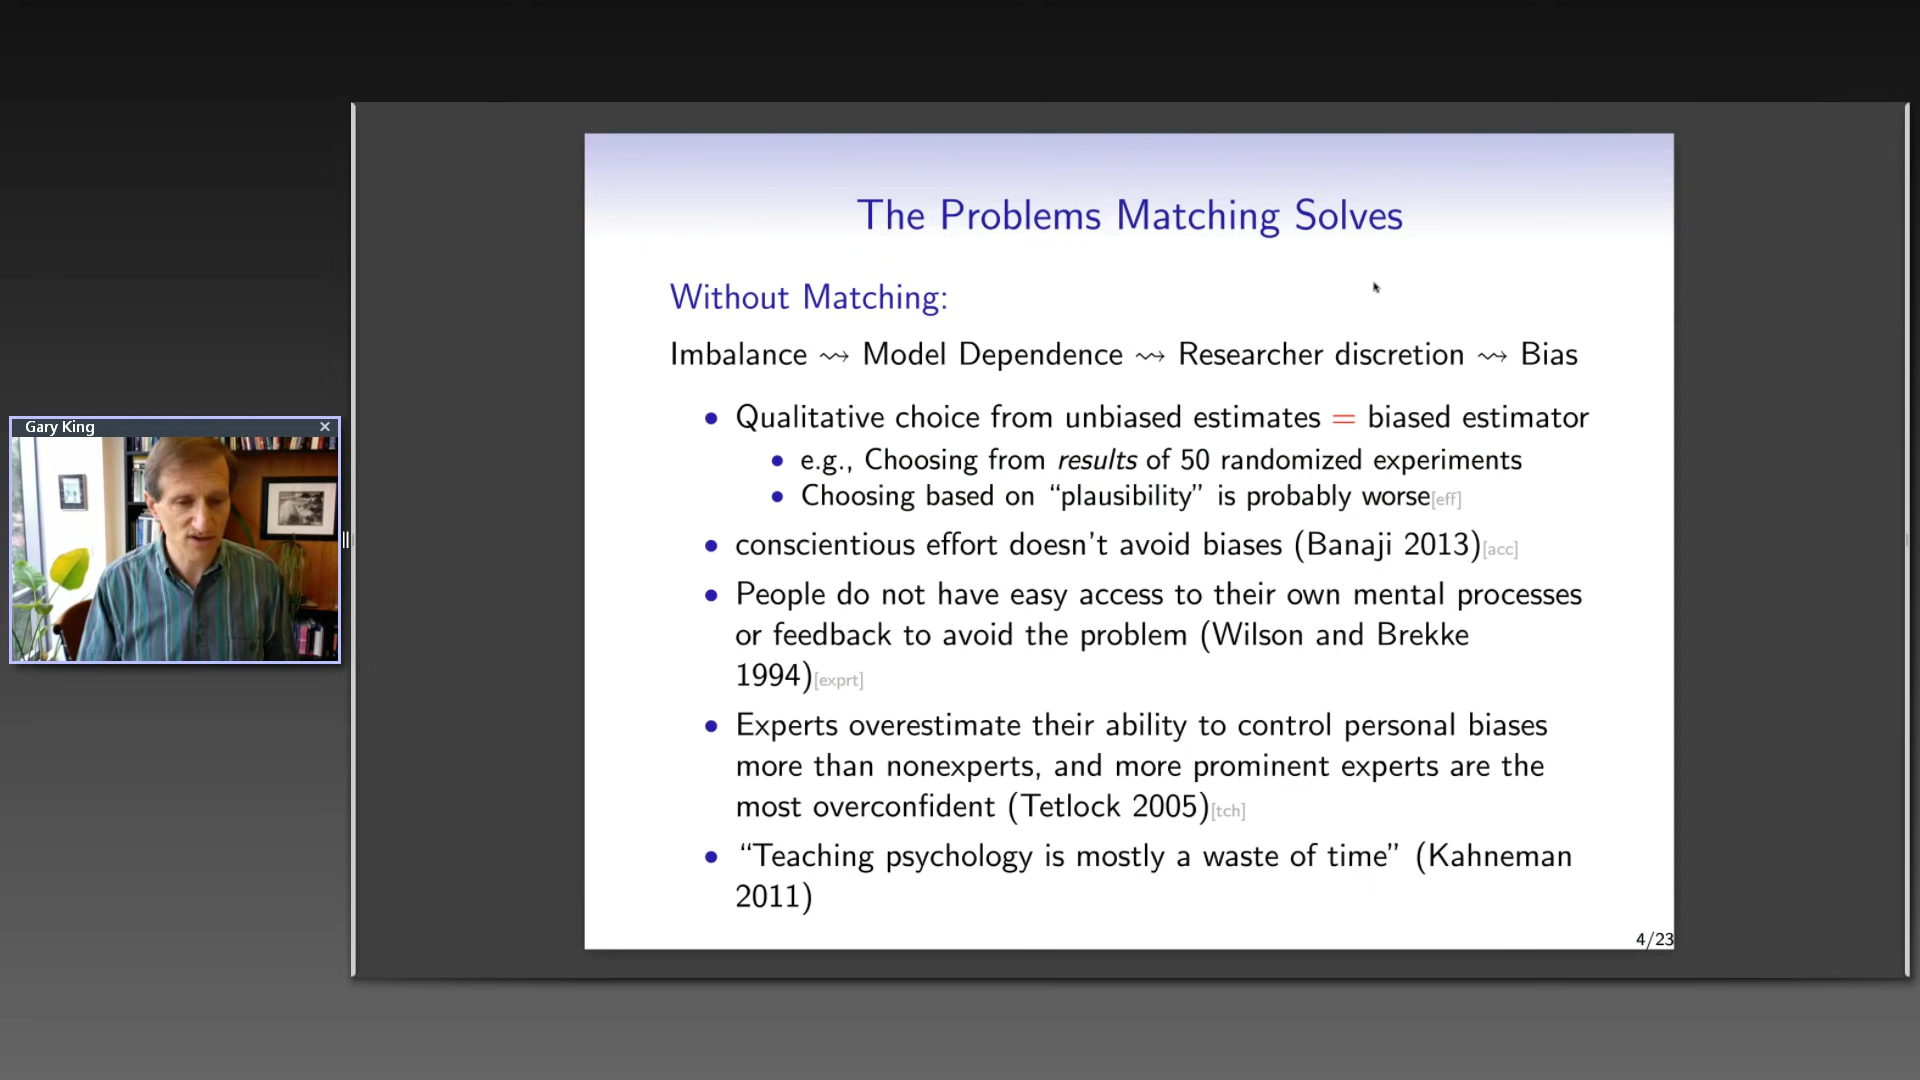 Gary King
The Problems Matching Solves
Without Matching:
Imbalance ⇝ Model Dependence ⇝ Researcher discretion ⇝ Bias
• Qualitative choice from unbiased estimates = biased estimator
• e.g., Choosing from results of 50 randomized experiments
• Choosing based on “plausibility” is probably worse[eff]
• conscientious effort doesn't avoid biases (Banaji 2013)[acc]
• People do not have easy access to their own mental processes
or feedback to avoid the problem (Wilson and Brekke
1994)[exprt]
• Experts overestimate their ability to control personal biases
more than nonexperts, and more prominent experts are the
most overconfident (Tetlock 2005)[tch]
• “Teaching psychology is mostly a waste of time” (Kahneman
2011)
4/23